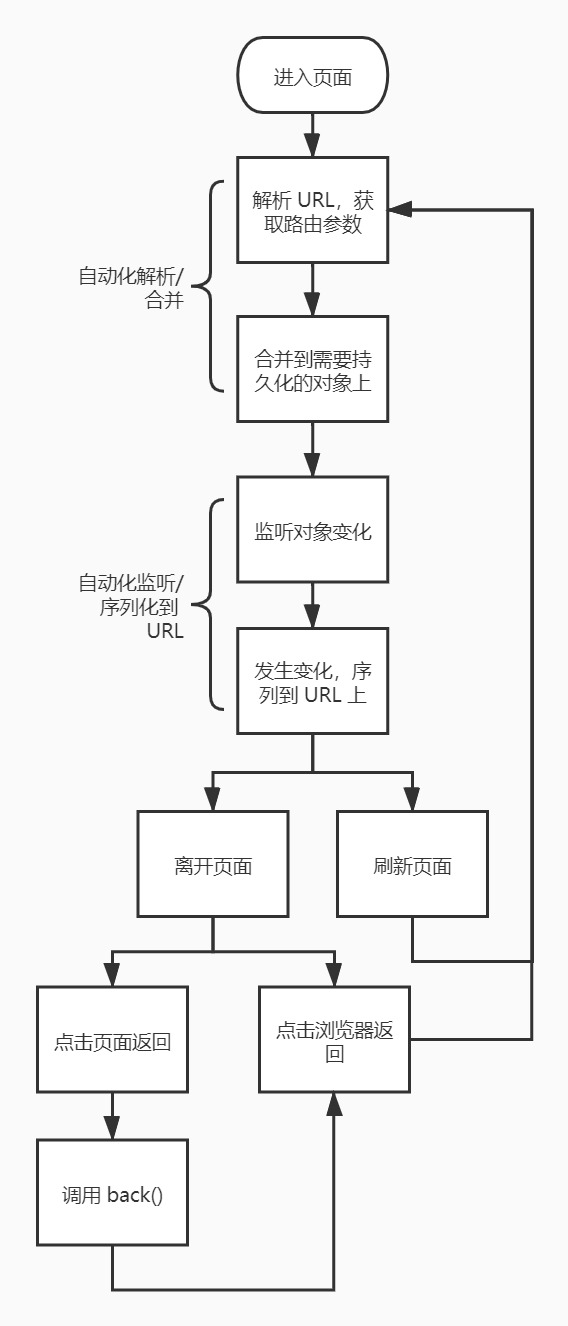 进入页面
解析 URL，获
取路由参数
自动化解析/
合并
合并到需要持
久化的对象上
监听对象变化
自动化监听/
序列化到
URL
发生变化，序
列到 URL 上
离开页面
刷新页面
点击页面返回
点击浏览器返
回
调用 back()